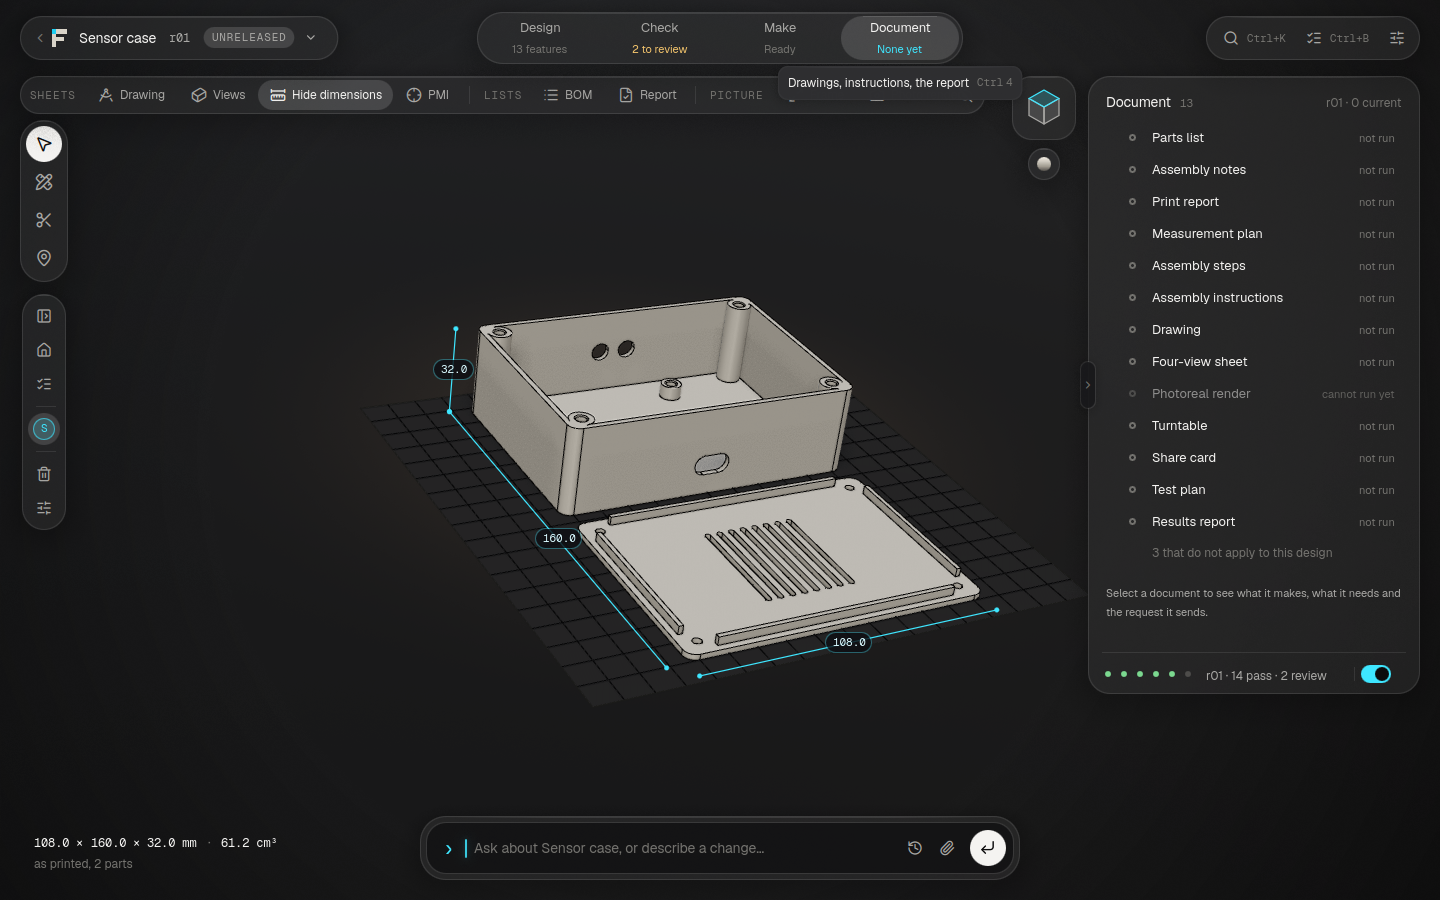 Sensor case r01 UNRELEASED
Design
13 features
Check
2 to review
Make
Ready
Document
None yet
Ctrl+K
Ctrl+B
SHEETS
Drawing
Views
Hide dimensions
PMI
LISTS
BOM
Report
PICTURE
Drawings, instructions, the report Ctrl 4
S
32.0
160.0
108.0
Document 13 r01 · 0 current
Parts list not run
Assembly notes not run
Print report not run
Measurement plan not run
Assembly steps not run
Assembly instructions not run
Drawing not run
Four-view sheet not run
Photoreal render cannot run yet
Turntable not run
Share card not run
Test plan not run
Results report not run
3 that do not apply to this design
Select a document to see what it makes, what it needs and
the request it sends.
r01 · 14 pass · 2 review
108.0 × 160.0 × 32.0 mm · 61.2 cm³
as printed, 2 parts
Ask about Sensor case, or describe a change…